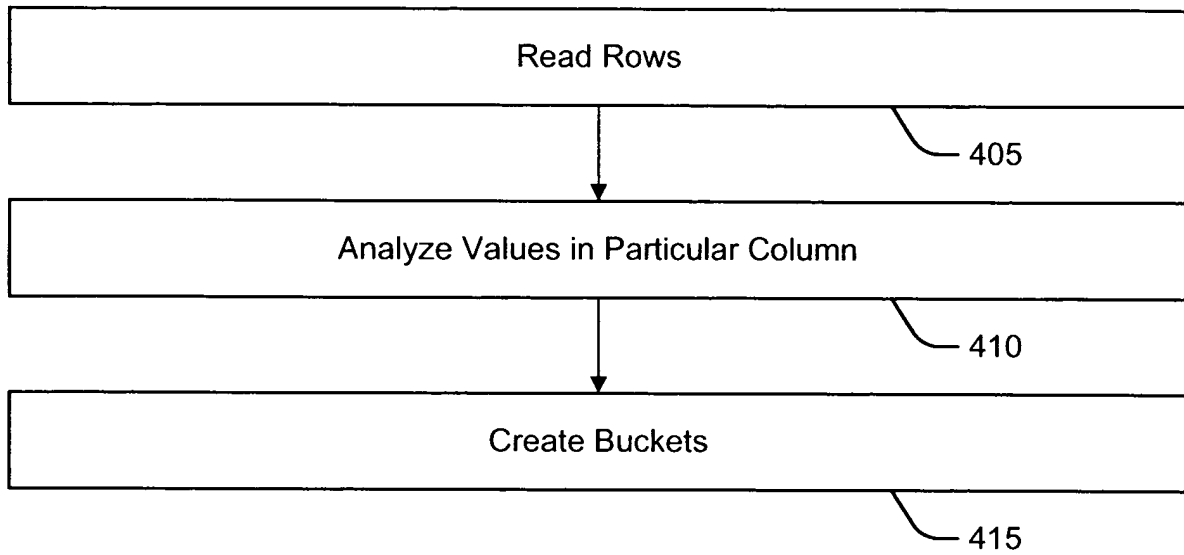 Read Rows
405
Analyze Values in Particular Column
410
Create Buckets
415